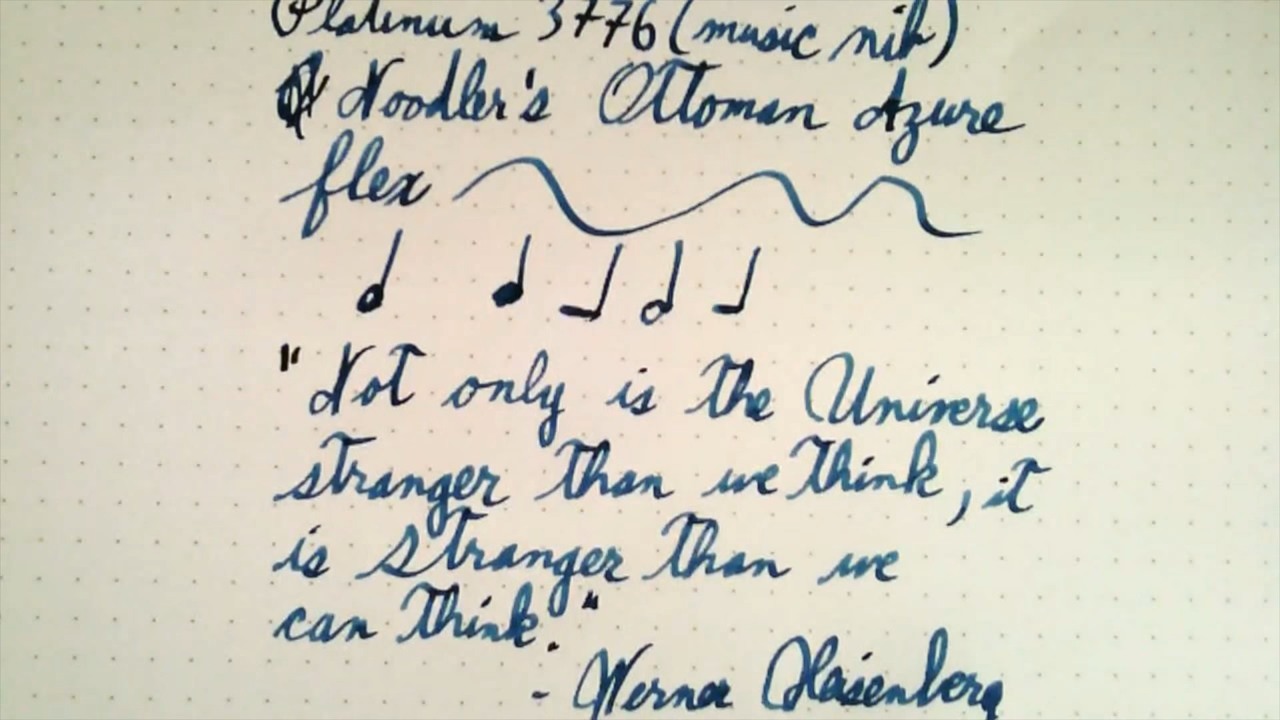 Platinum 3776 (music nib)
Noodler's Ottoman Azure
flex
"Not only is the Universe
stranger than we think, it
is stranger than we
can think."
- Werner Heisenberg